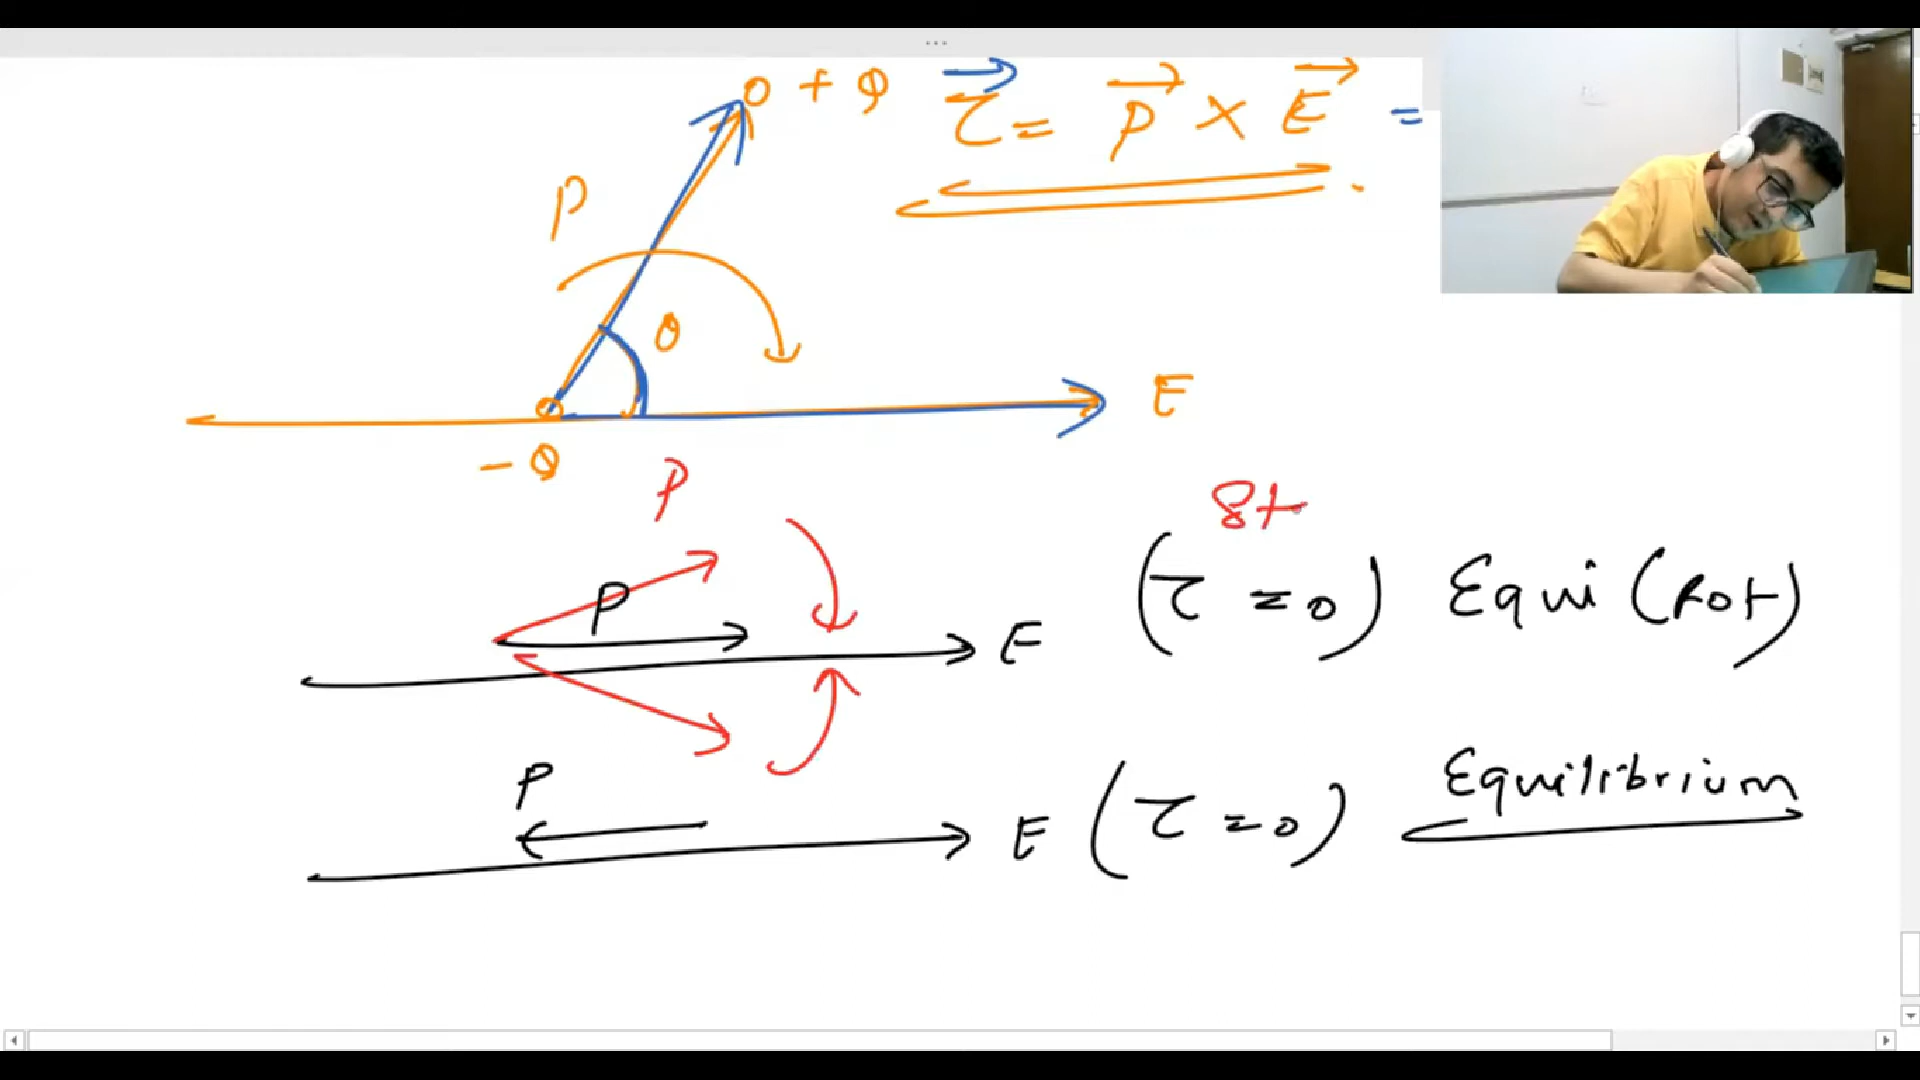 + Q
τ = P × E =
P
θ
E
- Q
P
St
P
E
(τ = 0) Equi (Rot)
P
E (τ = 0) Equilibrium